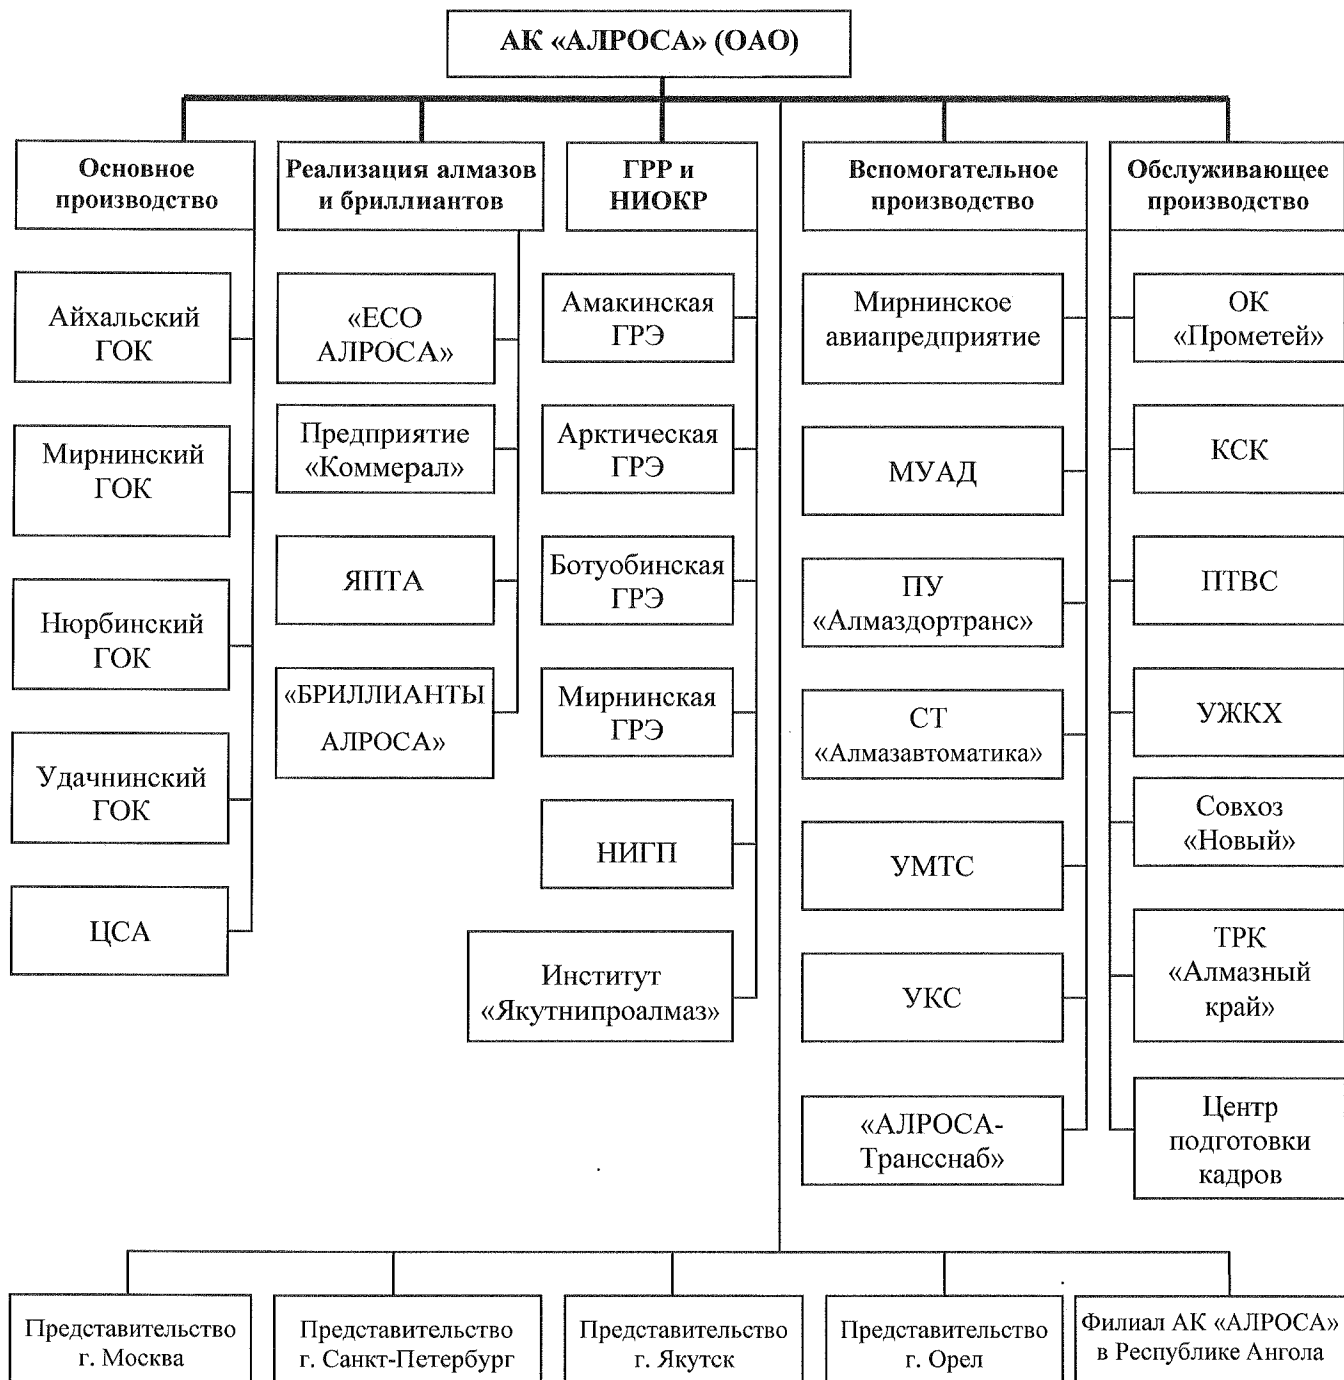 АК «АЛРОСА» (ОАО)
Основное
производство
Реализация алмазов
и бриллиантов
ГРР и
НИОКР
Вспомогательное
производство
Обслуживающее
производство
Айхальский
ГОК
Мирнинский
ГОК
Нюрбинский
ГОК
Удачнинский
ГОК
ЦСА
«ЕСО
АЛРОСА»
Предприятие
«Коммерал»
ЯПТА
«БРИЛЛИАНТЫ
АЛРОСА»
Амакинская
ГРЭ
Арктическая
ГРЭ
Ботуобинская
ГРЭ
Мирнинская
ГРЭ
НИГП
Институт
«Якутнипроалмаз»
Мирнинское
авиапредприятие
МУАД
ПУ
«Алмаздортранс»
СТ
«Алмазавтоматика»
УМТС
УКС
«АЛРОСА-
Трансснаб»
ОК
«Прометей»
КСК
ПТВС
УЖКХ
Совхоз
«Новый»
ТРК
«Алмазный
край»
Центр
подготовки
кадров
Представительство
г. Москва
Представительство
г. Санкт-Петербург
Представительство
г. Якутск
Представительство
г. Орел
Филиал АК «АЛРОСА»
в Республике Ангола